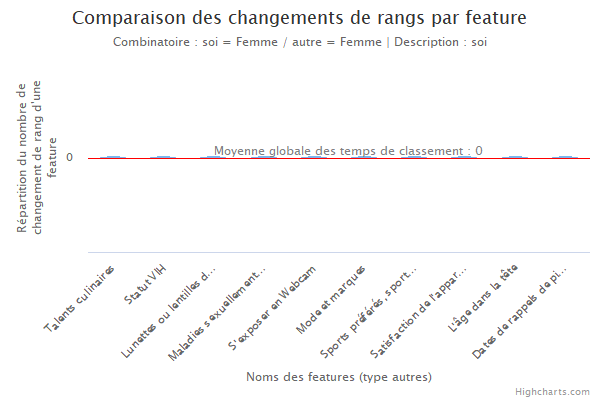 Comparaison des changements de rangs par feature
Combinatoire : soi = Femme / autre = Femme | Description : soi
Répartition du nombre de
changement de rang d'une
feature
0
Moyenne globale des temps de classement : 0
Talents culinaires
Statut VIH
Lunettes ou lentilles d...
Maladies sexuellement...
S'exposer en Webcam
Mode et marques
Sports préférés, sport...
Satisfaction de l'appar...
L'âge dans la tête
Dates de rappels de pi...
Noms des features (type autres)
Highcharts.com